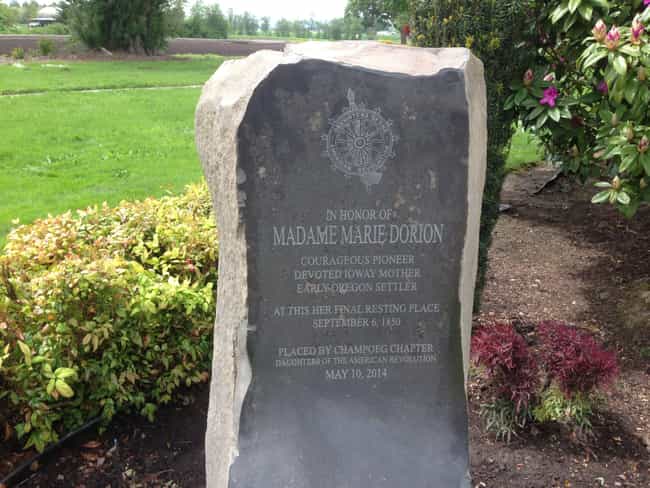 IN HONOR OF
MADAME MARIE DORION
COURAGEOUS PIONEER
DEVOTED IOWAY MOTHER
EARLY OREGON SETTLER
AT THIS HER FINAL RESTING PLACE
SEPTEMBER 6, 1850
PLACED BY CHAMPOEG CHAPTER
DAUGHTERS OF THE AMERICAN REVOLUTION
MAY 10, 2014